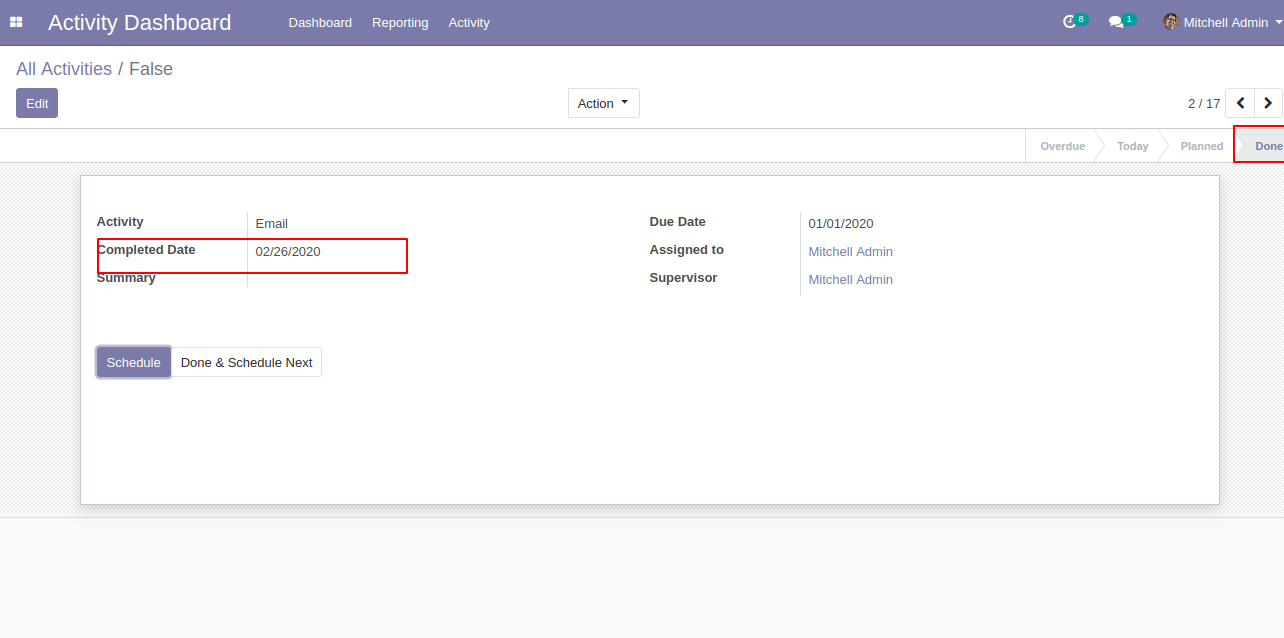 Activity Dashboard Dashboard Reporting Activity 8 1 Mitchell Admin
All Activities / False
Edit Action 2 / 17
Overdue Today Planned Done
Activity Email Due Date 01/01/2020
Completed Date 02/26/2020 Assigned to Mitchell Admin
Summary Supervisor Mitchell Admin
Schedule Done & Schedule Next